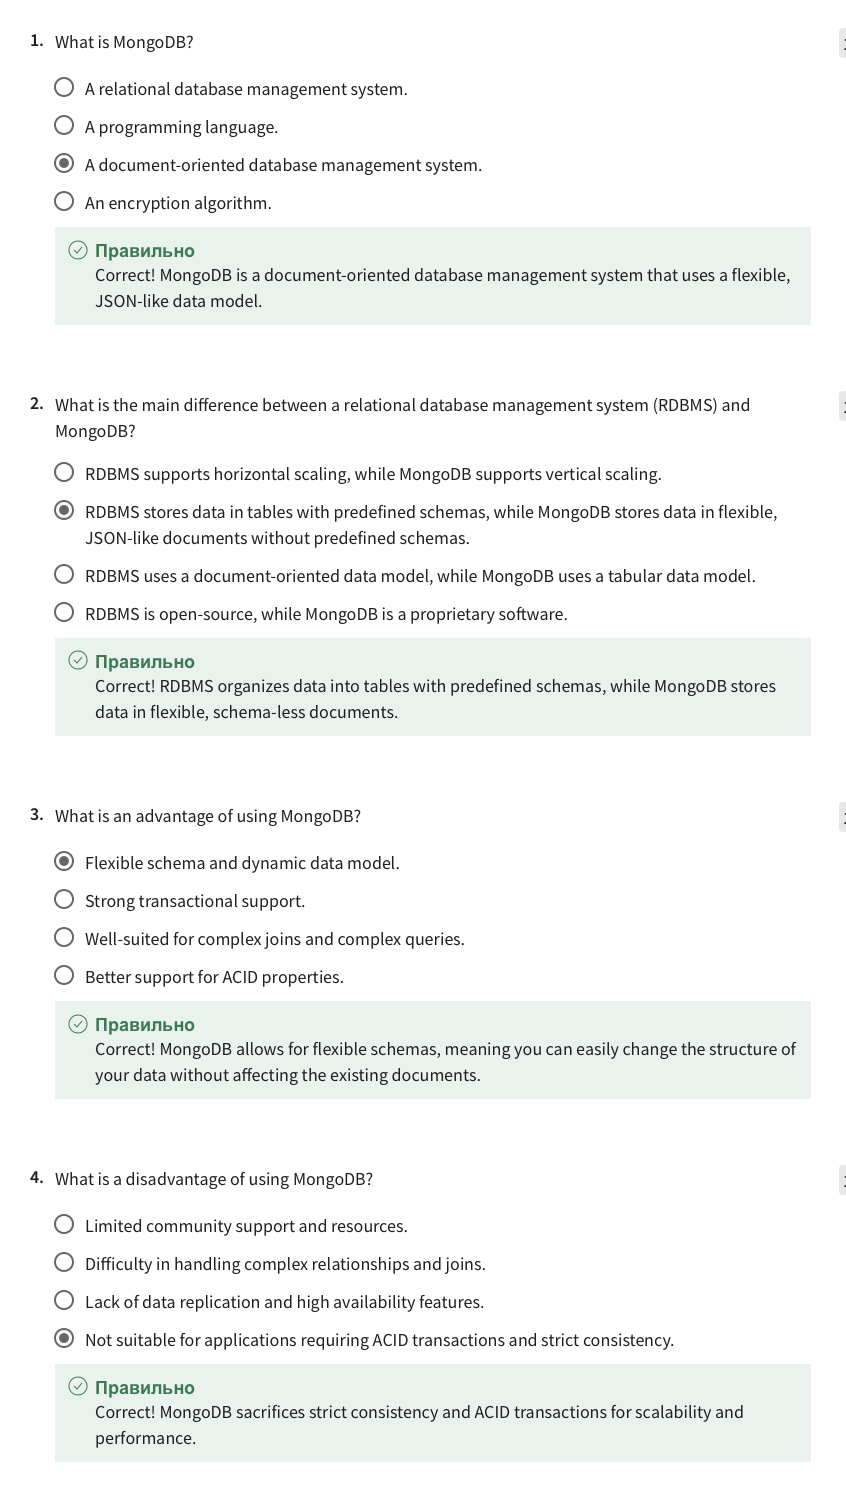 1. What is MongoDB?
A relational database management system.
A programming language.
A document-oriented database management system.
An encryption algorithm.
Правильно
Correct! MongoDB is a document-oriented database management system that uses a flexible,
JSON-like data model.
2. What is the main difference between a relational database management system (RDBMS) and
MongoDB?
RDBMS supports horizontal scaling, while MongoDB supports vertical scaling.
RDBMS stores data in tables with predefined schemas, while MongoDB stores data in flexible,
JSON-like documents without predefined schemas.
RDBMS uses a document-oriented data model, while MongoDB uses a tabular data model.
RDBMS is open-source, while MongoDB is a proprietary software.
Правильно
Correct! RDBMS organizes data into tables with predefined schemas, while MongoDB stores
data in flexible, schema-less documents.
3. What is an advantage of using MongoDB?
Flexible schema and dynamic data model.
Strong transactional support.
Well-suited for complex joins and complex queries.
Better support for ACID properties.
Правильно
Correct! MongoDB allows for flexible schemas, meaning you can easily change the structure of
your data without affecting the existing documents.
4. What is a disadvantage of using MongoDB?
Limited community support and resources.
Difficulty in handling complex relationships and joins.
Lack of data replication and high availability features.
Not suitable for applications requiring ACID transactions and strict consistency.
Правильно
Correct! MongoDB sacrifices strict consistency and ACID transactions for scalability and
performance.